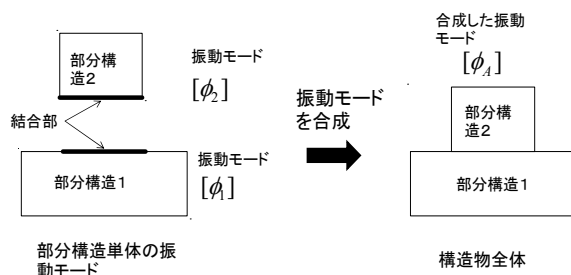 部分構
造2
振動モード
[ϕ₂]
結合部
振動モード
[ϕ₁]
部分構造1
部分構造単体の振
動モード
振動モード
を合成
合成した振動
モード
[ϕ_A]
部分構
造2
部分構造1
構造物全体